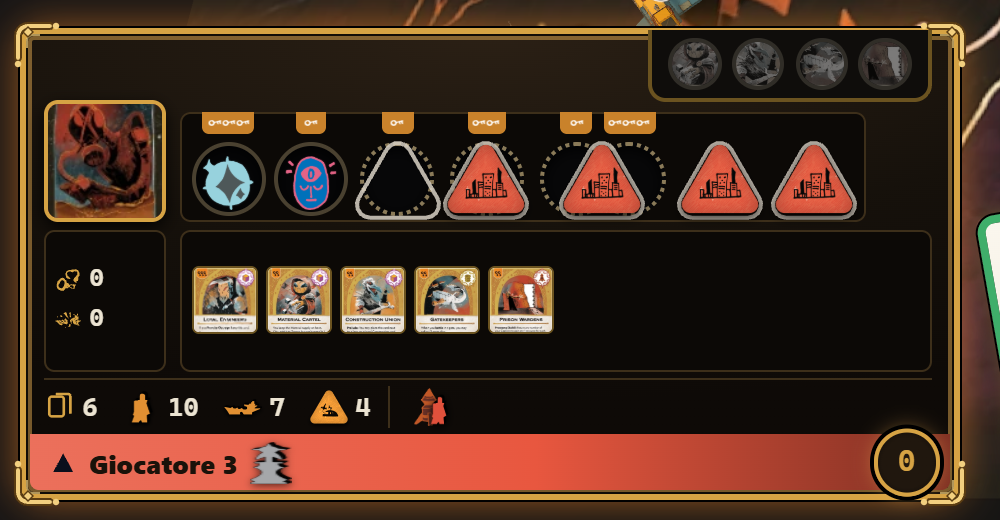 0
0
LOYAL ENGINEERS
MATERIAL CARTEL
CONSTRUCTION UNION
GATEKEEPERS
PRISON WARDENS
6 10 7 4
Giocatore 3
0